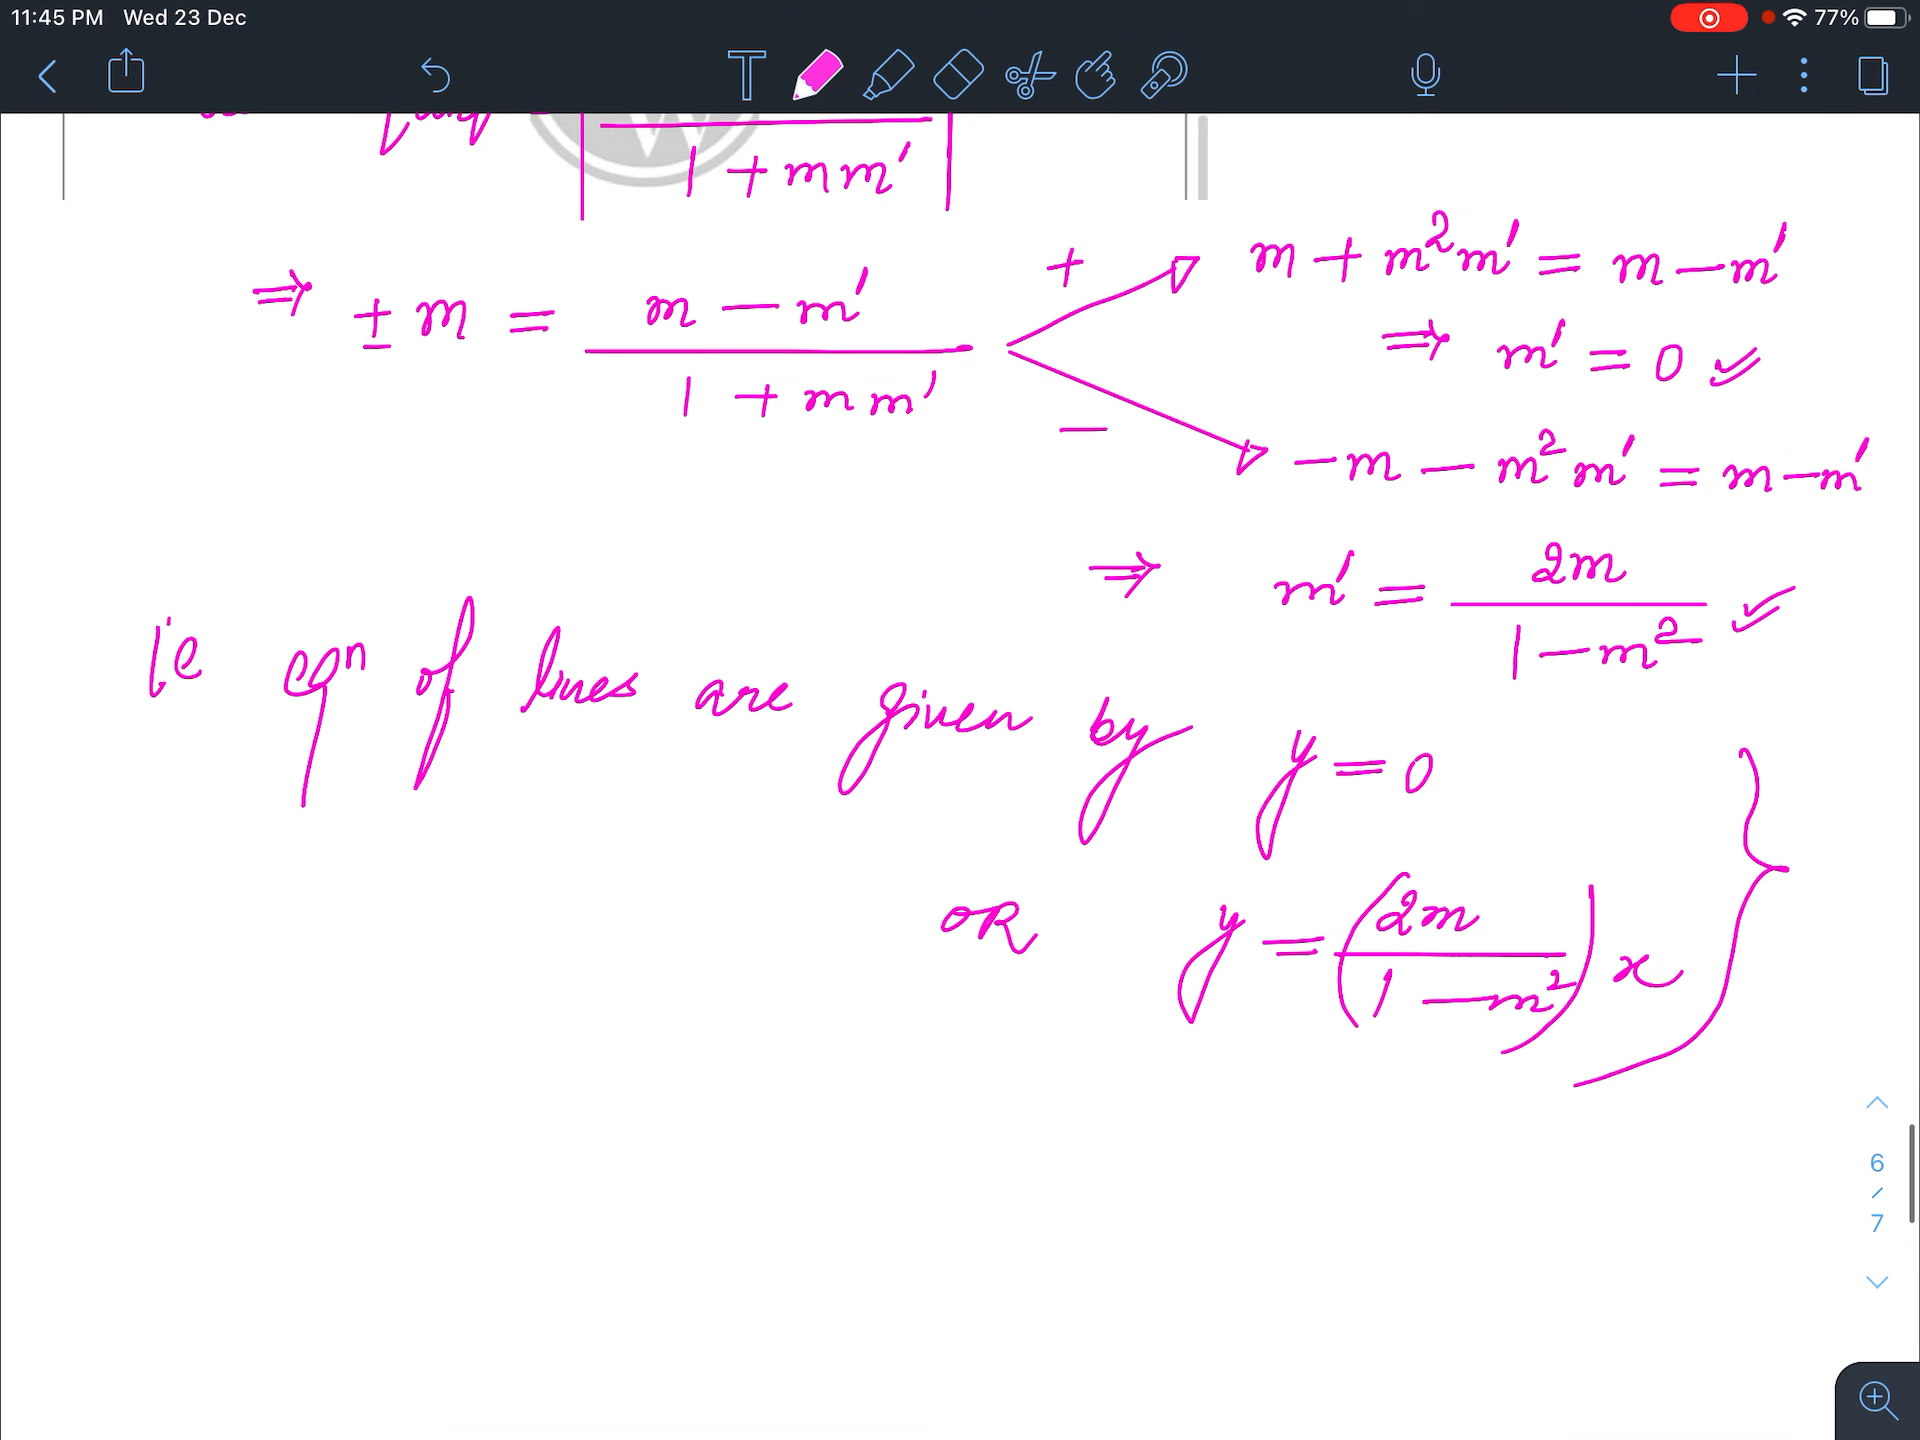 11:45 PM Wed 23 Dec 77%
1 + mm'
⇒ ± m = (m − m') / (1 + mm')
+ m + m²m' = m − m'
⇒ m' = 0 ✓
− −m − m²m' = m − m'
⇒ m' = 2m / (1 − m²) ✓
ie eqⁿ of lines are given by y = 0
OR y = (2m / (1 − m²)) x
6
/
7